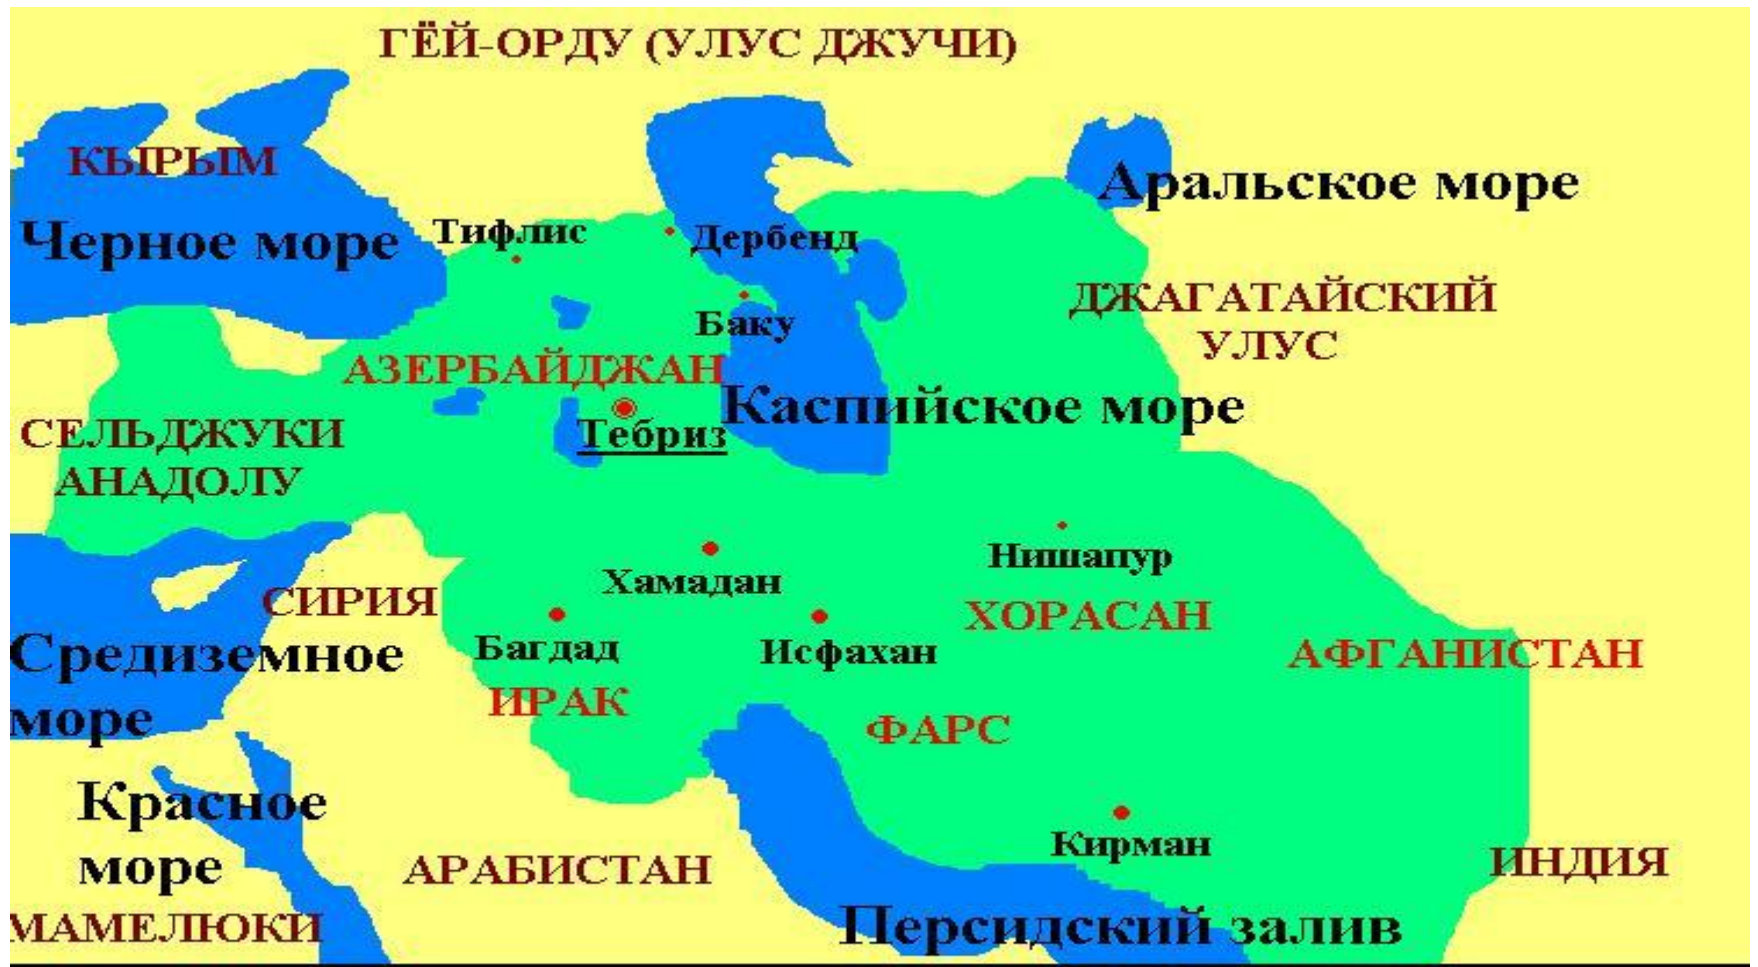 ГЁЙ-ОРДУ (УЛУС ДЖУЧИ)
КЫРЫМ
Аральское море
Черное море
Тифлис
Дербенд
ДЖАГАТАЙСКИЙ
УЛУС
Баку
АЗЕРБАЙДЖАН
Каспийское море
СЕЛЬДЖУКИ
АНАДОЛУ
Тебриз
Нишапур
Хамадан
СИРИЯ
ХОРАСАН
Багдад
Исфахан
Средиземное
море
АФГАНИСТАН
ИРАК
ФАРС
Красное
море
Кирман
АРАБИСТАН
ИНДИЯ
МАМЕЛЮКИ
Персидский залив